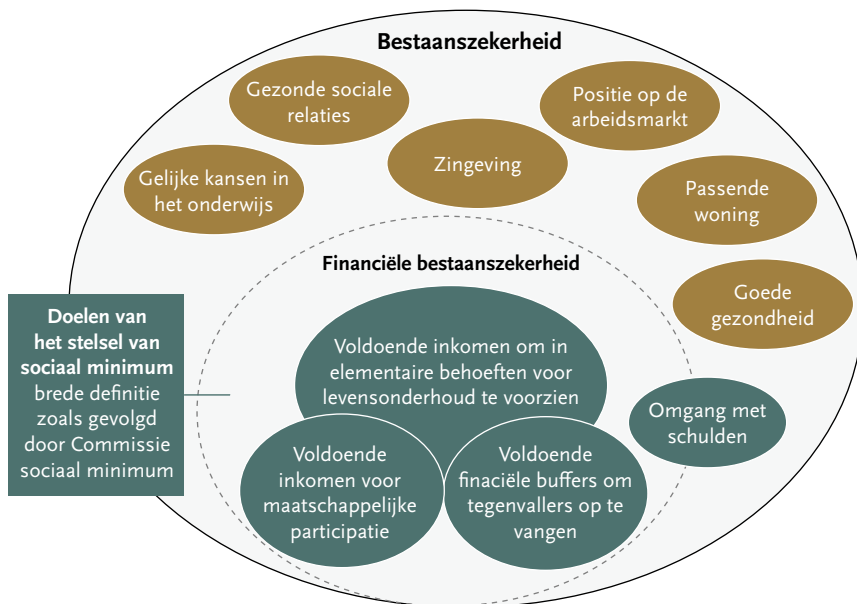 Bestaanszekerheid
Gezonde sociale
relaties
Positie op de
arbeidsmarkt
Zingeving
Gelijke kansen in
het onderwijs
Passende
woning
Financiële bestaanszekerheid
Goede
gezondheid
Doelen van
het stelsel van
sociaal minimum
brede definitie
zoals gevolgd
door Commissie
sociaal minimum
Voldoende inkomen om in
elementaire behoeften voor
levensonderhoud te voorzien
Omgang met
schulden
Voldoende
inkomen voor
maatschappelijke
participatie
Voldoende
finaciële buffers om
tegenvallers op te
vangen